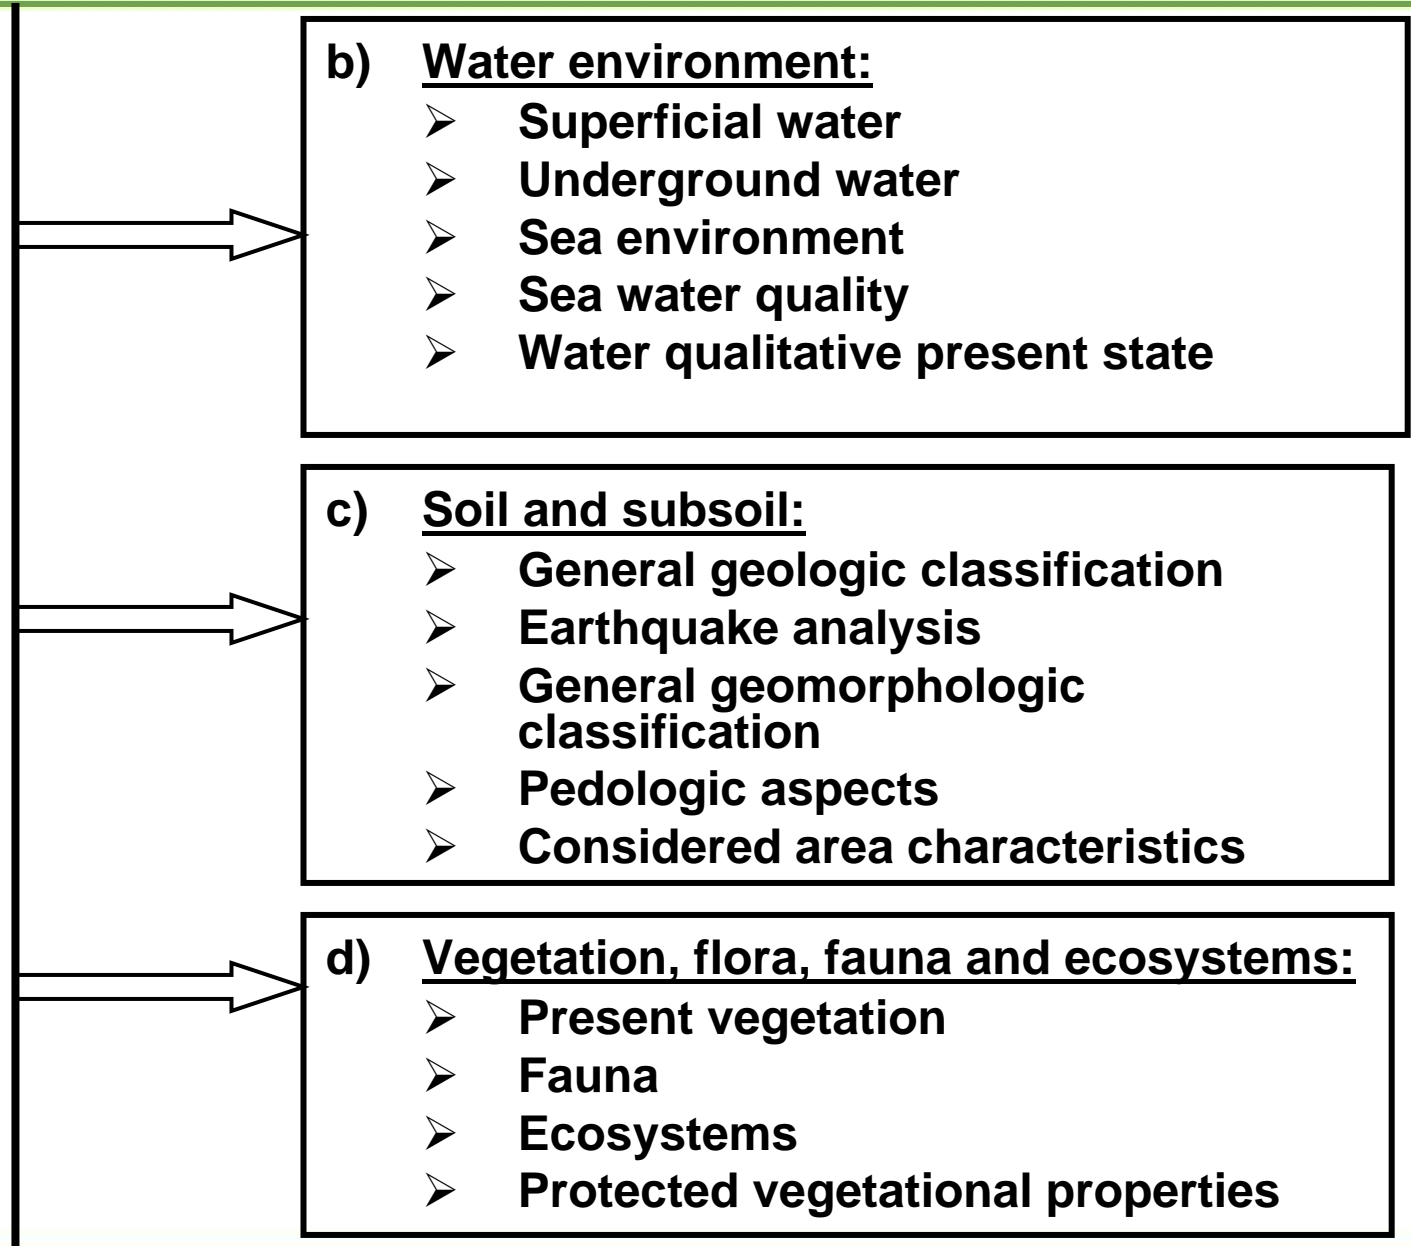 b) Water environment:
➢ Superficial water
➢ Underground water
➢ Sea environment
➢ Sea water quality
➢ Water qualitative present state
c) Soil and subsoil:
➢ General geologic classification
➢ Earthquake analysis
➢ General geomorphologic
classification
➢ Pedologic aspects
➢ Considered area characteristics
d) Vegetation, flora, fauna and ecosystems:
➢ Present vegetation
➢ Fauna
➢ Ecosystems
➢ Protected vegetational properties